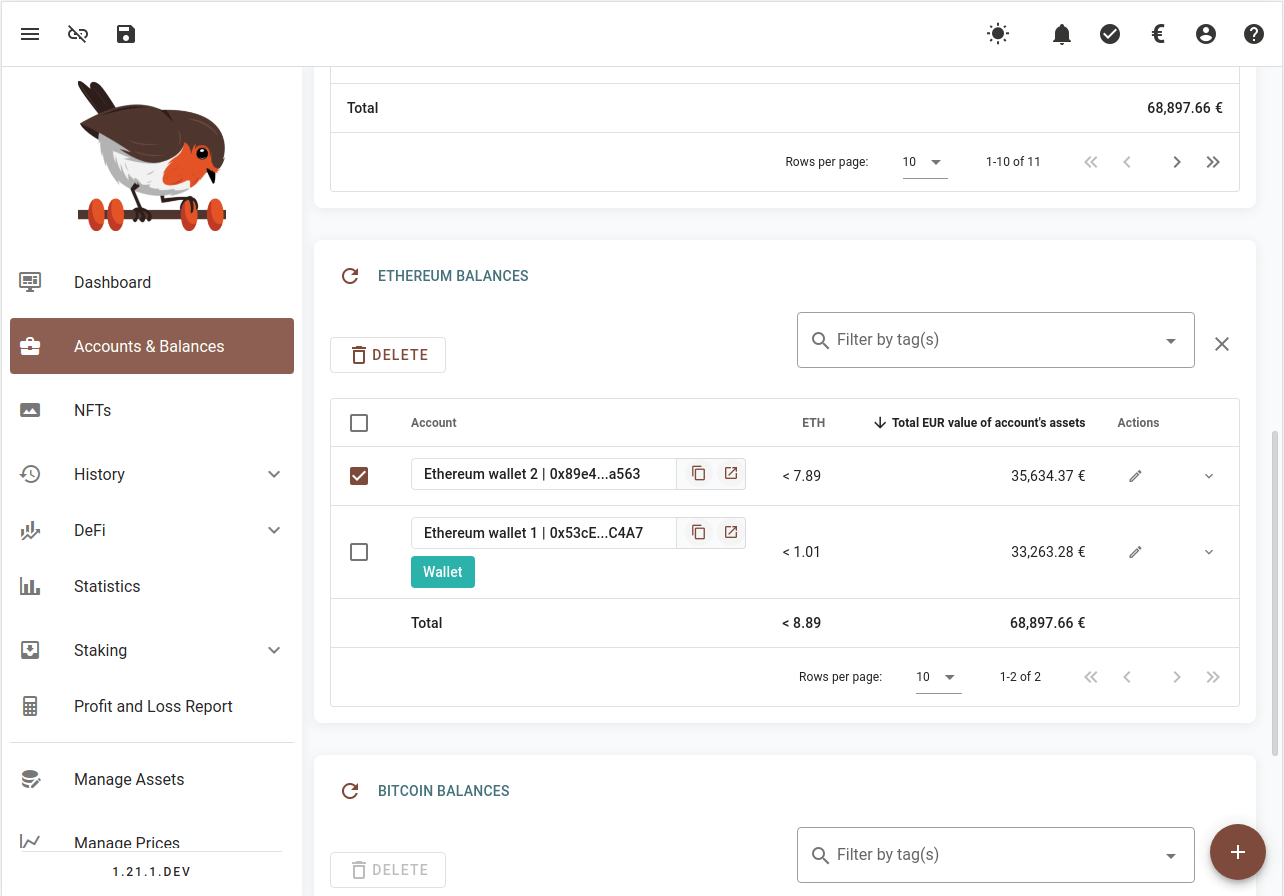 Dashboard
Accounts & Balances
NFTs
History
DeFi
Statistics
Staking
Profit and Loss Report
Manage Assets
Manage Prices
1.21.1.DEV
Total 68,897.66 €
Rows per page: 10 1-10 of 11
ETHEREUM BALANCES
DELETE
Filter by tag(s)
Account ETH Total EUR value of account's assets Actions
Ethereum wallet 2 | 0x89e4...a563 < 7.89 35,634.37 €
Ethereum wallet 1 | 0x53cE...C4A7 < 1.01 33,263.28 €
Wallet
Total < 8.89 68,897.66 €
Rows per page: 10 1-2 of 2
BITCOIN BALANCES
DELETE
Filter by tag(s)